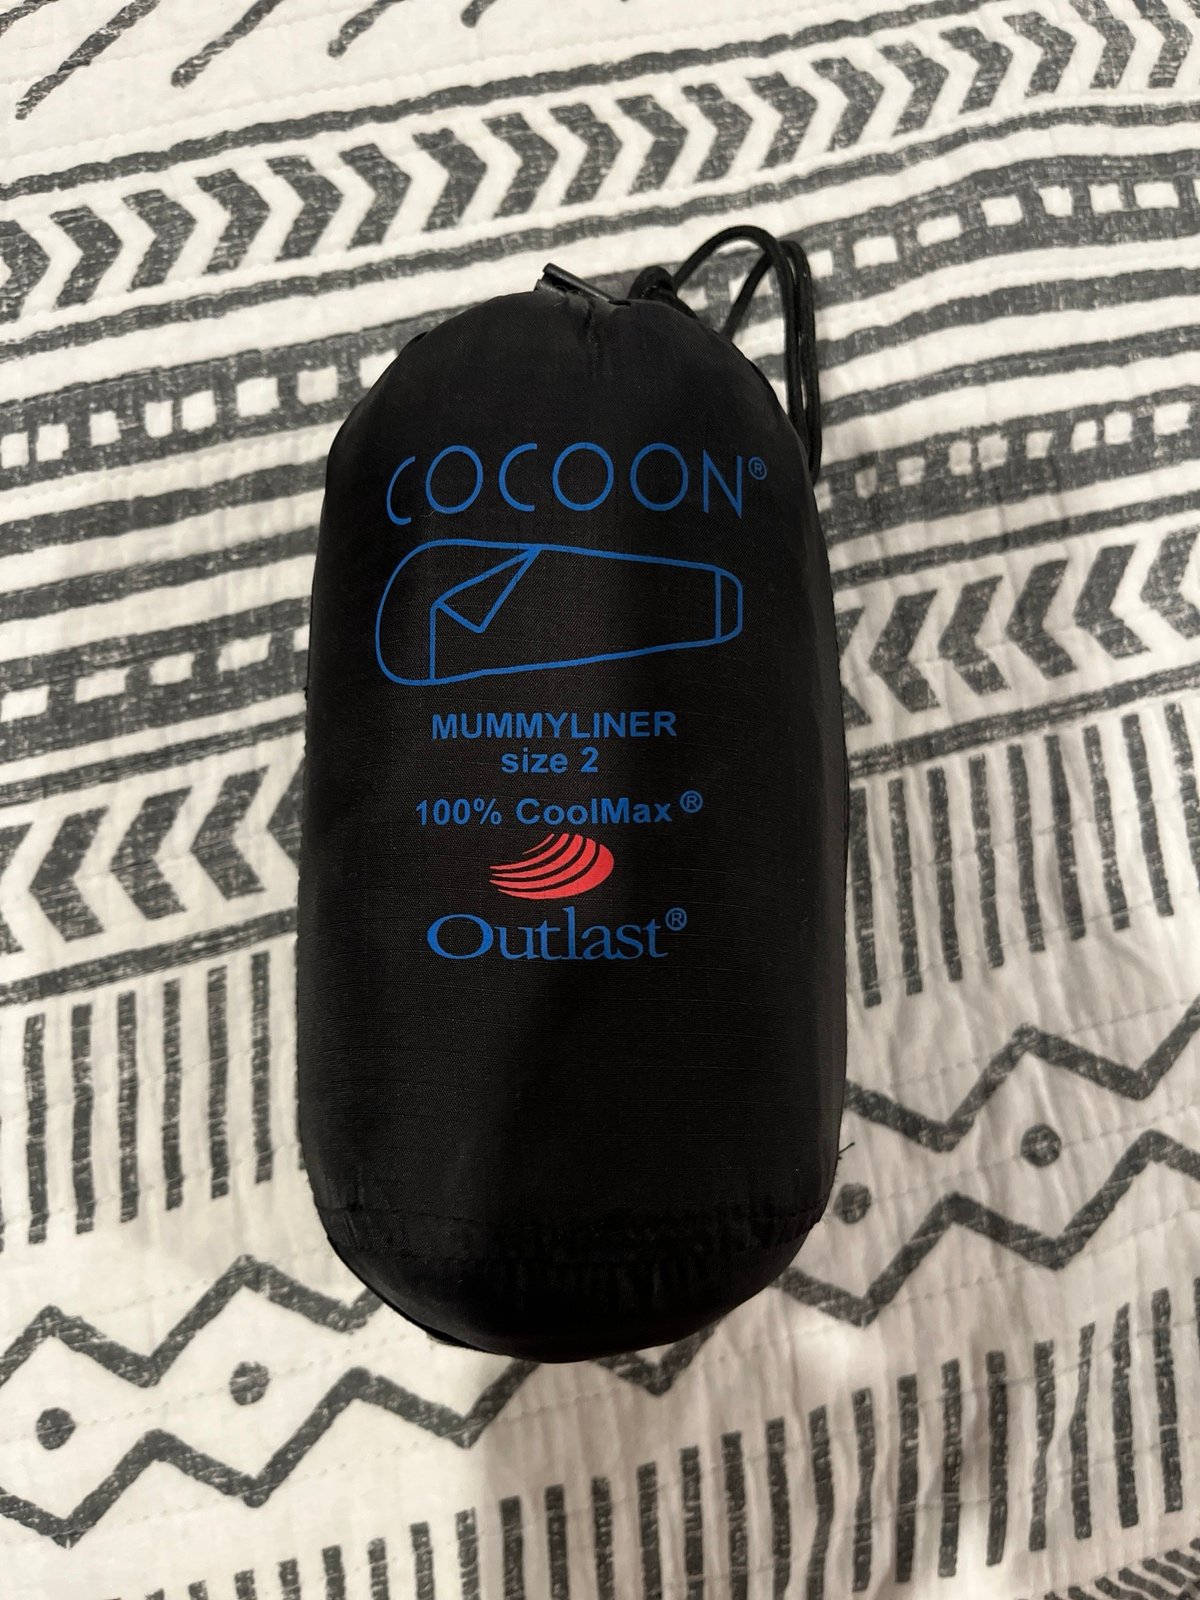 COCOON®
MUMMYLINER
size 2
100% CoolMax®
Outlast®